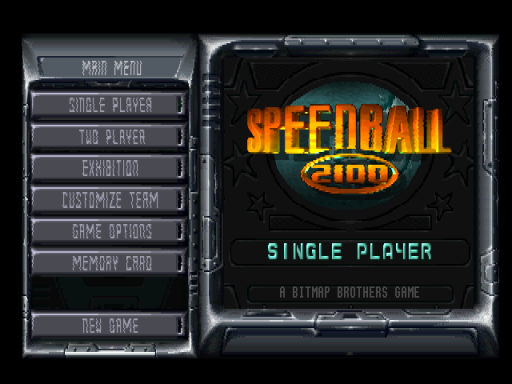 MAIN MENU
SINGLE PLAYER
TWO PLAYER
EXHIBITION
CUSTOMIZE TEAM
GAME OPTIONS
MEMORY CARD
NEW GAME
SPEEDBALL
2100
SINGLE PLAYER
A BITMAP BROTHERS GAME